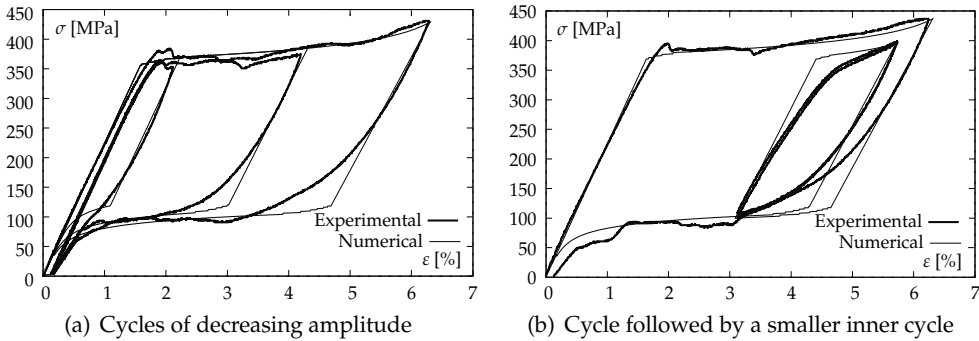 450
400
350
300
250
200
150
100
50
0
σ [MPa]
Experimental
Numerical
ε [%]
0 1 2 3 4 5 6 7
(a) Cycles of decreasing amplitude
450
400
350
300
250
200
150
100
50
0
σ [MPa]
Experimental
Numerical
ε [%]
0 1 2 3 4 5 6 7
(b) Cycle followed by a smaller inner cycle